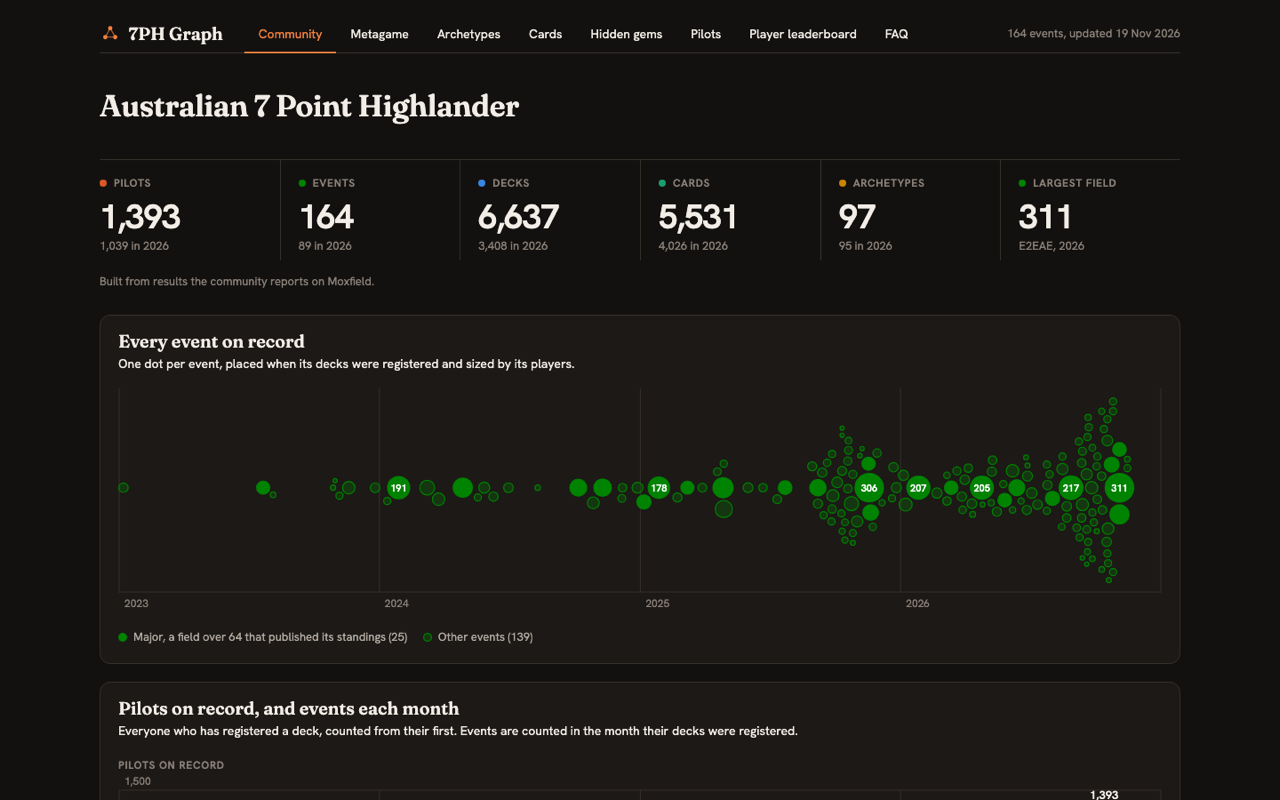 7PH Graph
Community
Metagame
Archetypes
Cards
Hidden gems
Pilots
Player leaderboard
FAQ
164 events, updated 19 Nov 2026
Australian 7 Point Highlander
PILOTS
1,393
1,039 in 2026
EVENTS
164
89 in 2026
DECKS
6,637
3,408 in 2026
CARDS
5,531
4,026 in 2026
ARCHETYPES
97
95 in 2026
LARGEST FIELD
311
E2EAE, 2026
Built from results the community reports on Moxfield.
Every event on record
One dot per event, placed when its decks were registered and sized by its players.
191
178
306
207
205
217
311
2023
2024
2025
2026
Major, a field over 64 that published its standings (25)
Other events (139)
Pilots on record, and events each month
Everyone who has registered a deck, counted from their first. Events are counted in the month their decks were registered.
PILOTS ON RECORD
1,500
1,393